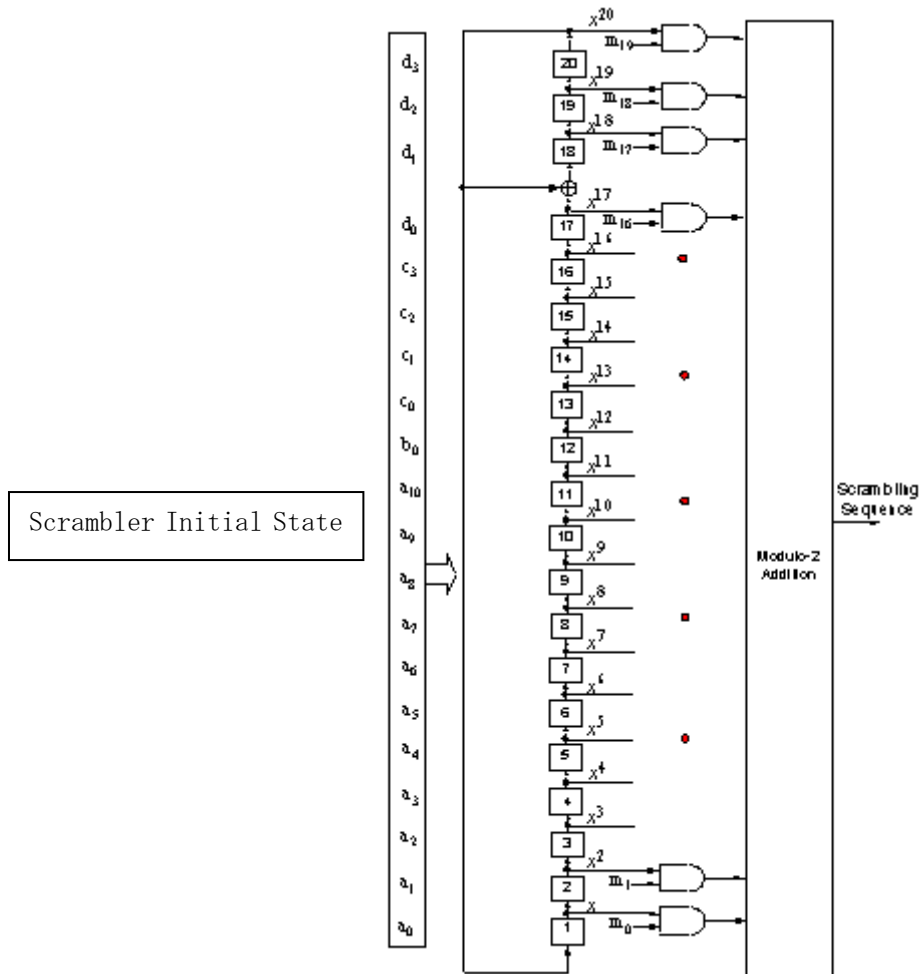 x20
m19
d3
20
x19
d2
19
m18
x18
d1
18
m17
x17
d0
17
m16
x16
c3
16
x15
c2
15
x14
c1
14
x13
c0
13
x12
b0
12
x11
a10
11
x10
Scrambling
Sequence
Scrambler Initial State
a9
10
x9
Modulo-2
Addition
a8
9
x8
a7
8
x7
a6
7
x6
a5
6
x5
a4
5
x4
a3
4
x3
a2
3
x2
a1
2
m1
x
a0
1
m0